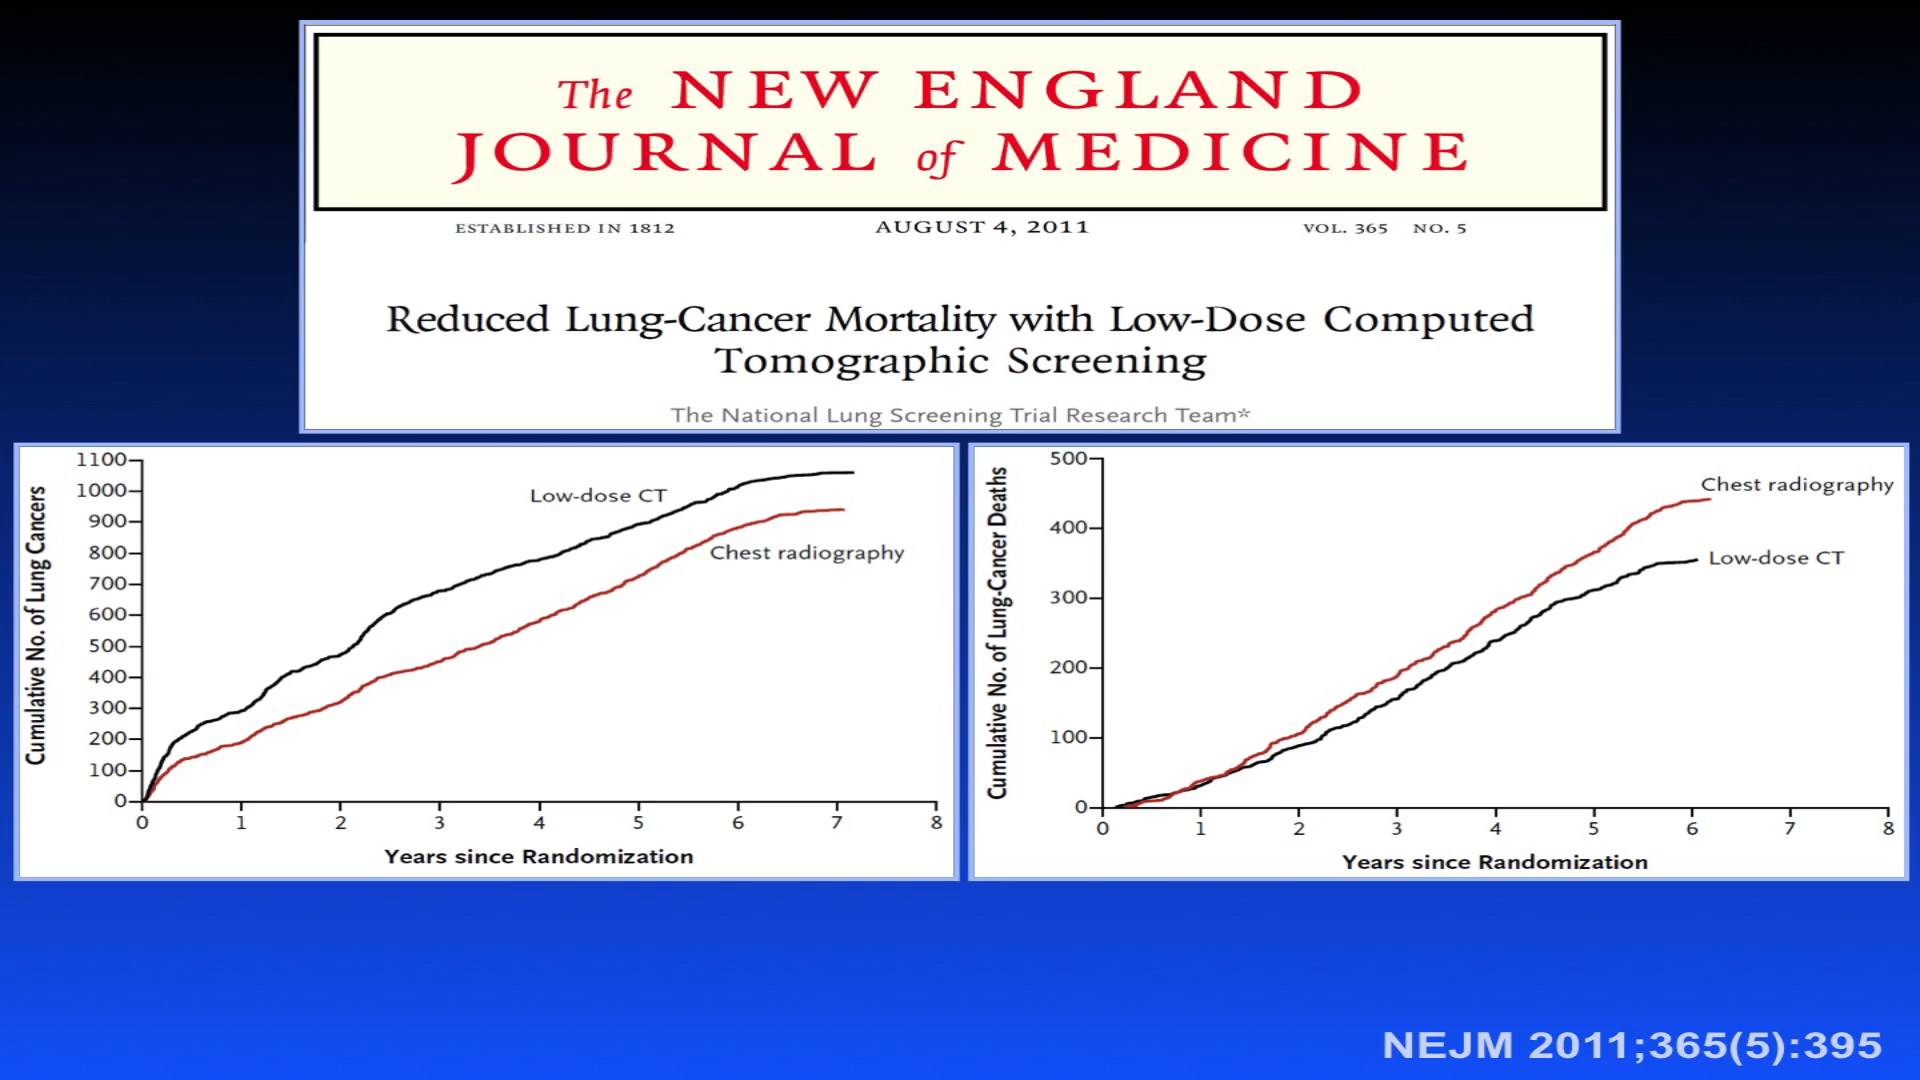 The NEW ENGLAND
JOURNAL of MEDICINE
ESTABLISHED IN 1812 AUGUST 4, 2011 VOL. 365 NO. 5
Reduced Lung-Cancer Mortality with Low-Dose Computed
Tomographic Screening
The National Lung Screening Trial Research Team*
Cumulative No. of Lung Cancers
1100
1000
900
800
700
600
500
400
300
200
100
0
Low-dose CT
Chest radiography
0 1 2 3 4 5 6 7 8
Years since Randomization
Cumulative No. of Lung-Cancer Deaths
500
400
300
200
100
0
Chest radiography
Low-dose CT
0 1 2 3 4 5 6 7 8
Years since Randomization
NEJM 2011;365(5):395